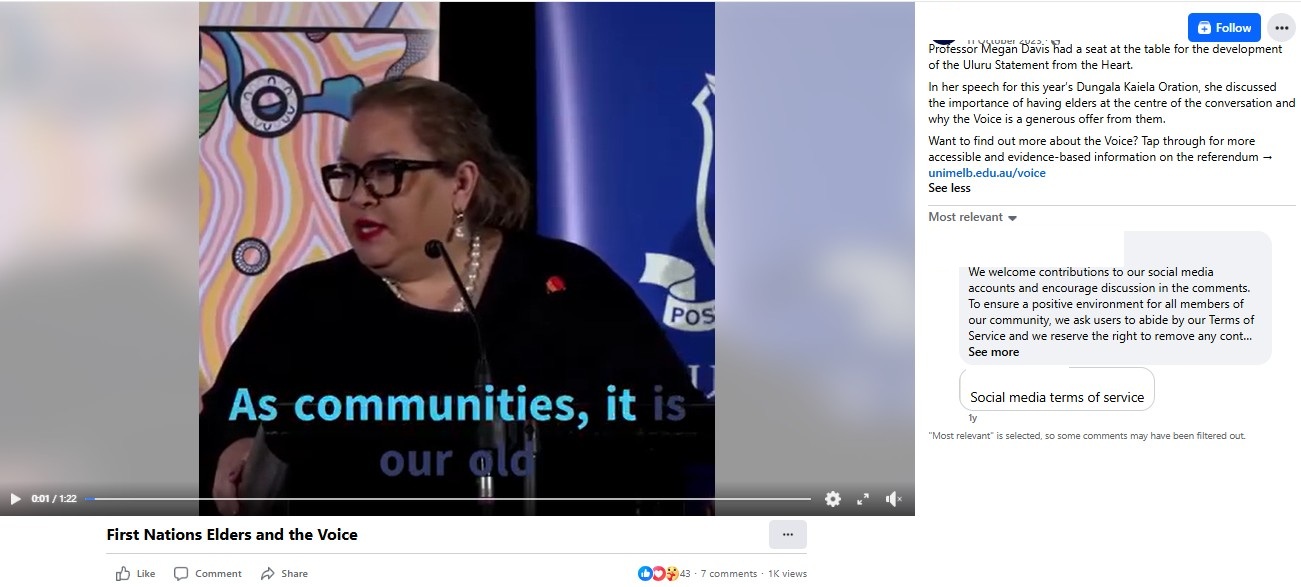 Follow
11 October 2023
Professor Megan Davis had a seat at the table for the development
of the Uluru Statement from the Heart.
In her speech for this year's Dungala Kaiela Oration, she discussed
the importance of having elders at the centre of the conversation and
why the Voice is a generous offer from them.
Want to find out more about the Voice? Tap through for more
accessible and evidence-based information on the referendum →
unimelb.edu.au/voice
See less
Most relevant
We welcome contributions to our social media
accounts and encourage discussion in the comments.
To ensure a positive environment for all members of
our community, we ask users to abide by our Terms of
Service and we reserve the right to remove any cont...
See more
Social media terms of service
1y
"Most relevant" is selected, so some comments may have been filtered out.
POS
As communities, it is
our old
0:01 / 1:22
First Nations Elders and the Voice
...
Like Comment Share 43 · 7 comments · 1K views